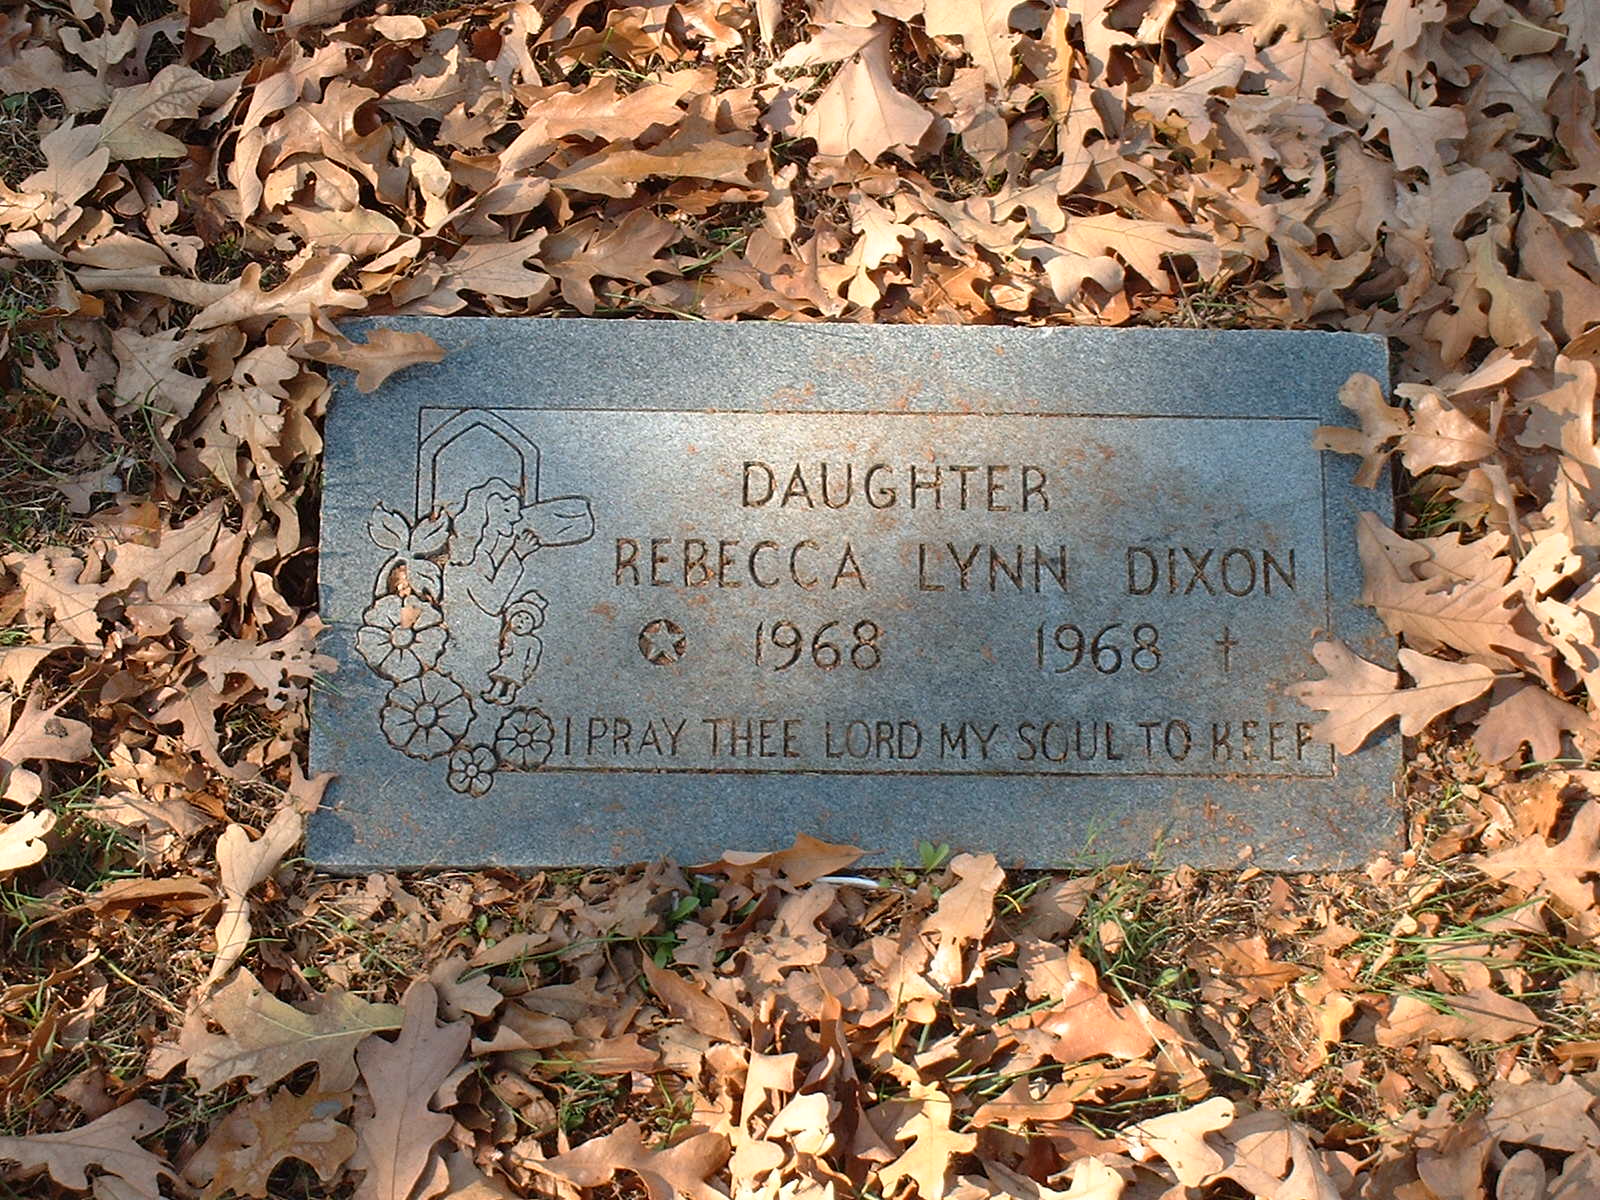 DAUGHTER
REBECCA LYNN DIXON
1968 1968 †
I PRAY THEE LORD MY SOUL TO KEEP